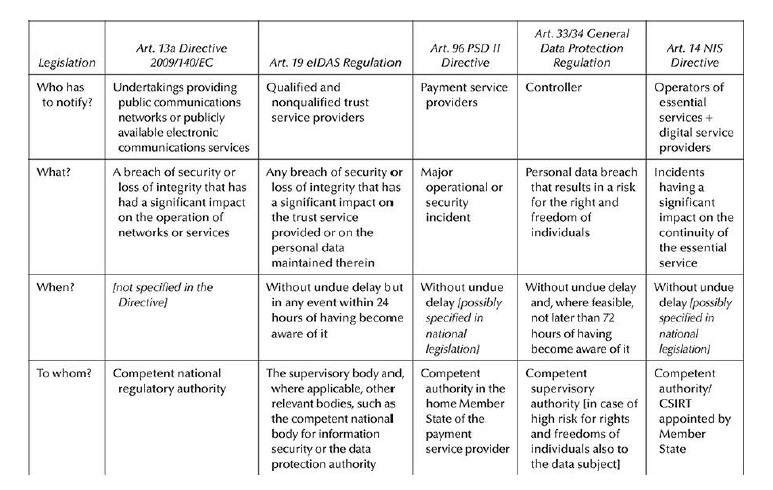 Legislation
Art. 13a Directive
2009/140/EC
Art. 19 eIDAS Regulation
Art. 96 PSD II
Directive
Art. 33/34 General
Data Protection
Regulation
Art. 14 NIS
Directive
Who has
to notify?
Undertakings providing
public communications
networks or publicly
available electronic
communications services
Qualified and
nonqualified trust
service providers
Payment service
providers
Controller
Operators of
essential
services +
digital service
providers
What?
A breach of security or
loss of integrity that has
had a significant impact
on the operation of
networks or services
Any breach of security or
loss of integrity that has
a significant impact on
the trust service
provided or on the
personal data
maintained therein
Major
operational or
security
incident
Personal data breach
that results in a risk
for the right and
freedom of
individuals
Incidents
having a
significant
impact on the
continuity of
the essential
service
When?
[not specified in the
Directive]
Without undue delay but
in any event within 24
hours of having become
aware of it
Without undue
delay [possibly
specified in
national
legislation]
Without undue delay
and, where feasible,
not later than 72
hours of having
become aware of it
Without undue
delay [possibly
specified in
national
legislation]
To whom?
Competent national
regulatory authority
The supervisory body and,
where applicable, other
relevant bodies, such as
the competent national
body for information
security or the data
protection authority
Competent
authority in the
home Member
State of the
payment
service provider
Competent
supervisory
authority [in case of
high risk for rights
and freedoms of
individuals also to
the data subject]
Competent
authority/
CSIRT
appointed by
Member
State